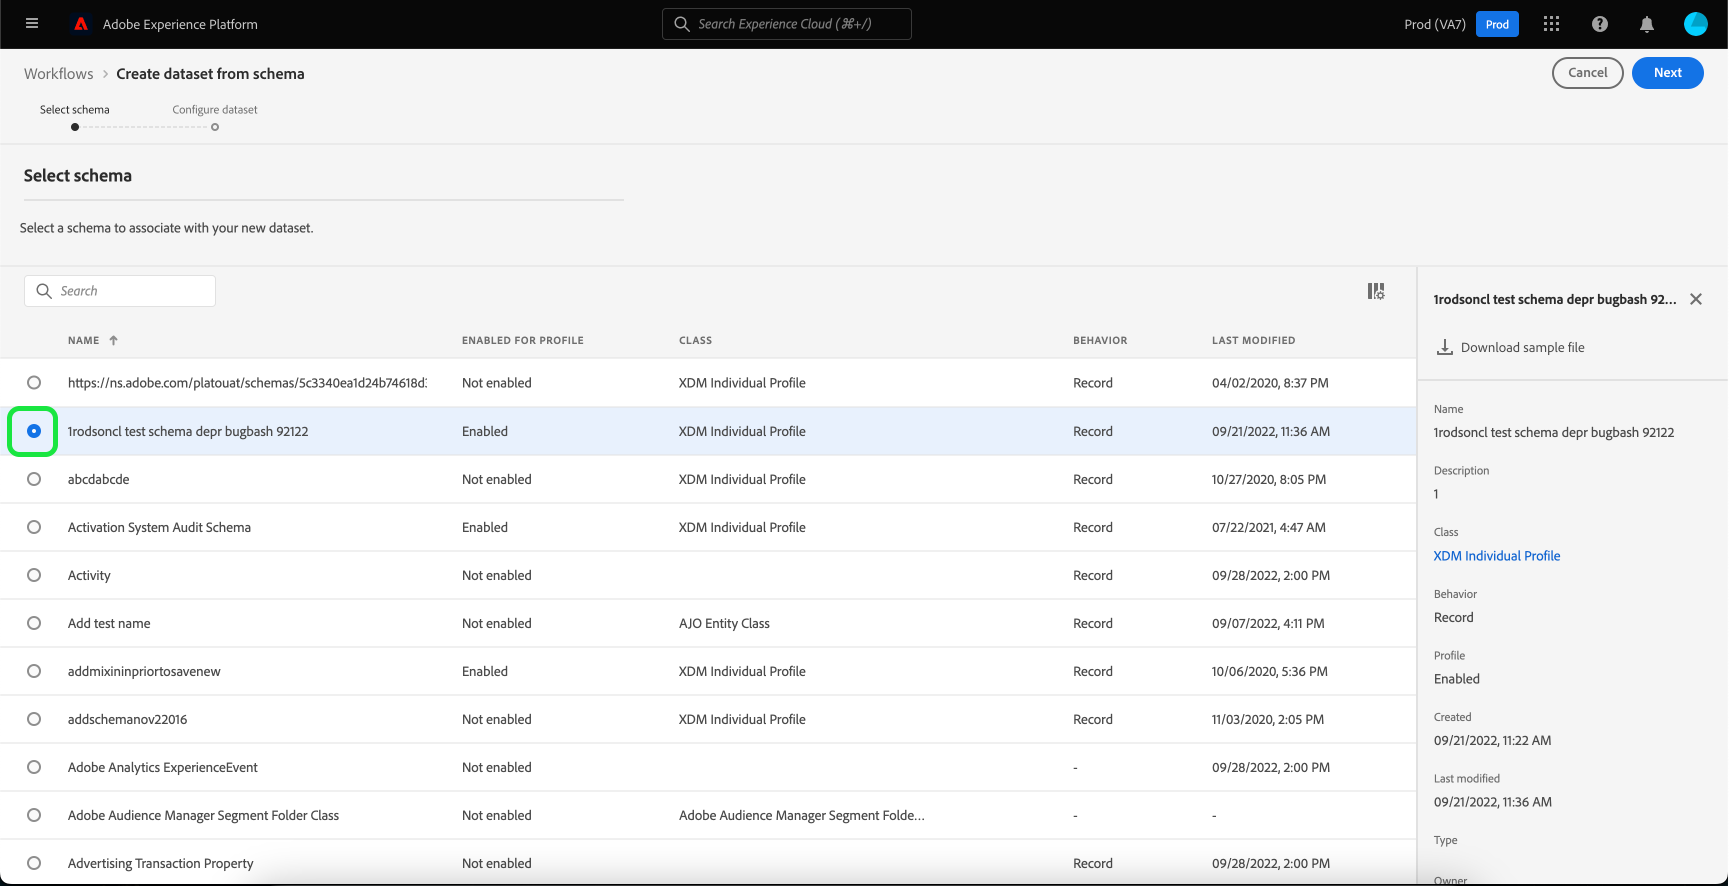 Adobe Experience Platform
Search Experience Cloud (⌘+/)
Prod (VA7)
Prod
Workflows > Create dataset from schema
Cancel
Next
Select schema
Configure dataset
Select schema
Select a schema to associate with your new dataset.
Search
NAME ↑ ENABLED FOR PROFILE CLASS BEHAVIOR LAST MODIFIED
https://ns.adobe.com/platouat/schemas/5c3340ea1d24b74618d Not enabled XDM Individual Profile Record 04/02/2020, 8:37 PM
1rodsoncl test schema depr bugbash 92122 Enabled XDM Individual Profile Record 09/21/2022, 11:36 AM
abcdabcde Not enabled XDM Individual Profile Record 10/27/2020, 8:05 PM
Activation System Audit Schema Enabled XDM Individual Profile Record 07/22/2021, 4:47 AM
Activity Not enabled Record 09/28/2022, 2:00 PM
Add test name Not enabled AJO Entity Class Record 09/07/2022, 4:11 PM
addmixininpriortosavenew Enabled XDM Individual Profile Record 10/06/2020, 5:36 PM
addschemanov22016 Not enabled XDM Individual Profile Record 11/03/2020, 2:05 PM
Adobe Analytics ExperienceEvent Not enabled - 09/28/2022, 2:00 PM
Adobe Audience Manager Segment Folder Class Not enabled Adobe Audience Manager Segment Folde... - -
Advertising Transaction Property Not enabled Record 09/28/2022, 2:00 PM
1rodsoncl test schema depr bugbash 92...
Download sample file
Name
1rodsoncl test schema depr bugbash 92122
Description
1
Class
XDM Individual Profile
Behavior
Record
Profile
Enabled
Created
09/21/2022, 11:22 AM
Last modified
09/21/2022, 11:36 AM
Type
Owner